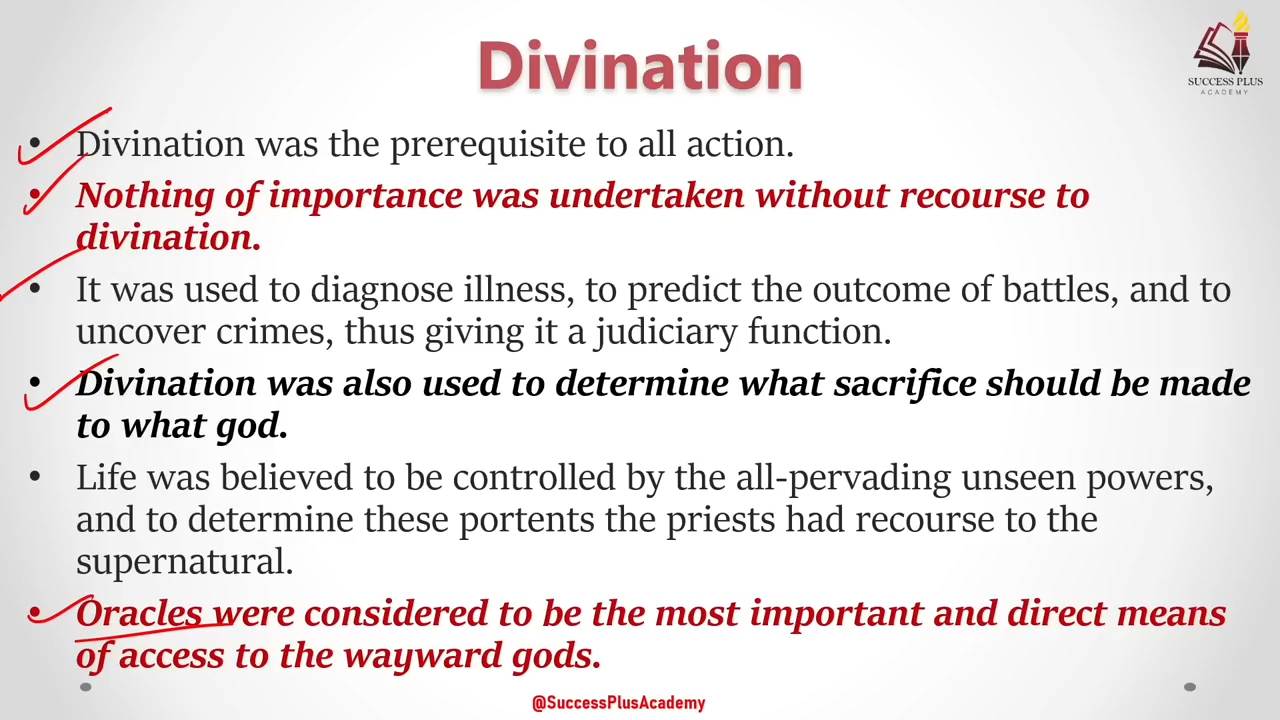 Divination
SUCCESS PLUS
ACADEMY
• Divination was the prerequisite to all action.
• Nothing of importance was undertaken without recourse to
divination.
• It was used to diagnose illness, to predict the outcome of battles, and to
uncover crimes, thus giving it a judiciary function.
• Divination was also used to determine what sacrifice should be made
to what god.
• Life was believed to be controlled by the all-pervading unseen powers,
and to determine these portents the priests had recourse to the
supernatural.
• Oracles were considered to be the most important and direct means
of access to the wayward gods.
@SuccessPlusAcademy